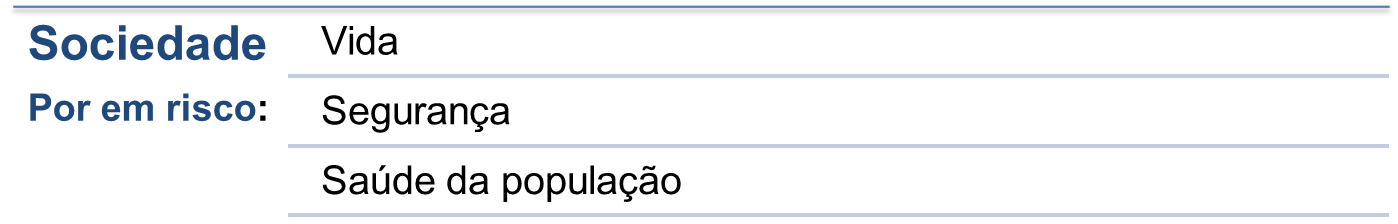 Sociedade
Por em risco:
Vida
Segurança
Saúde da população